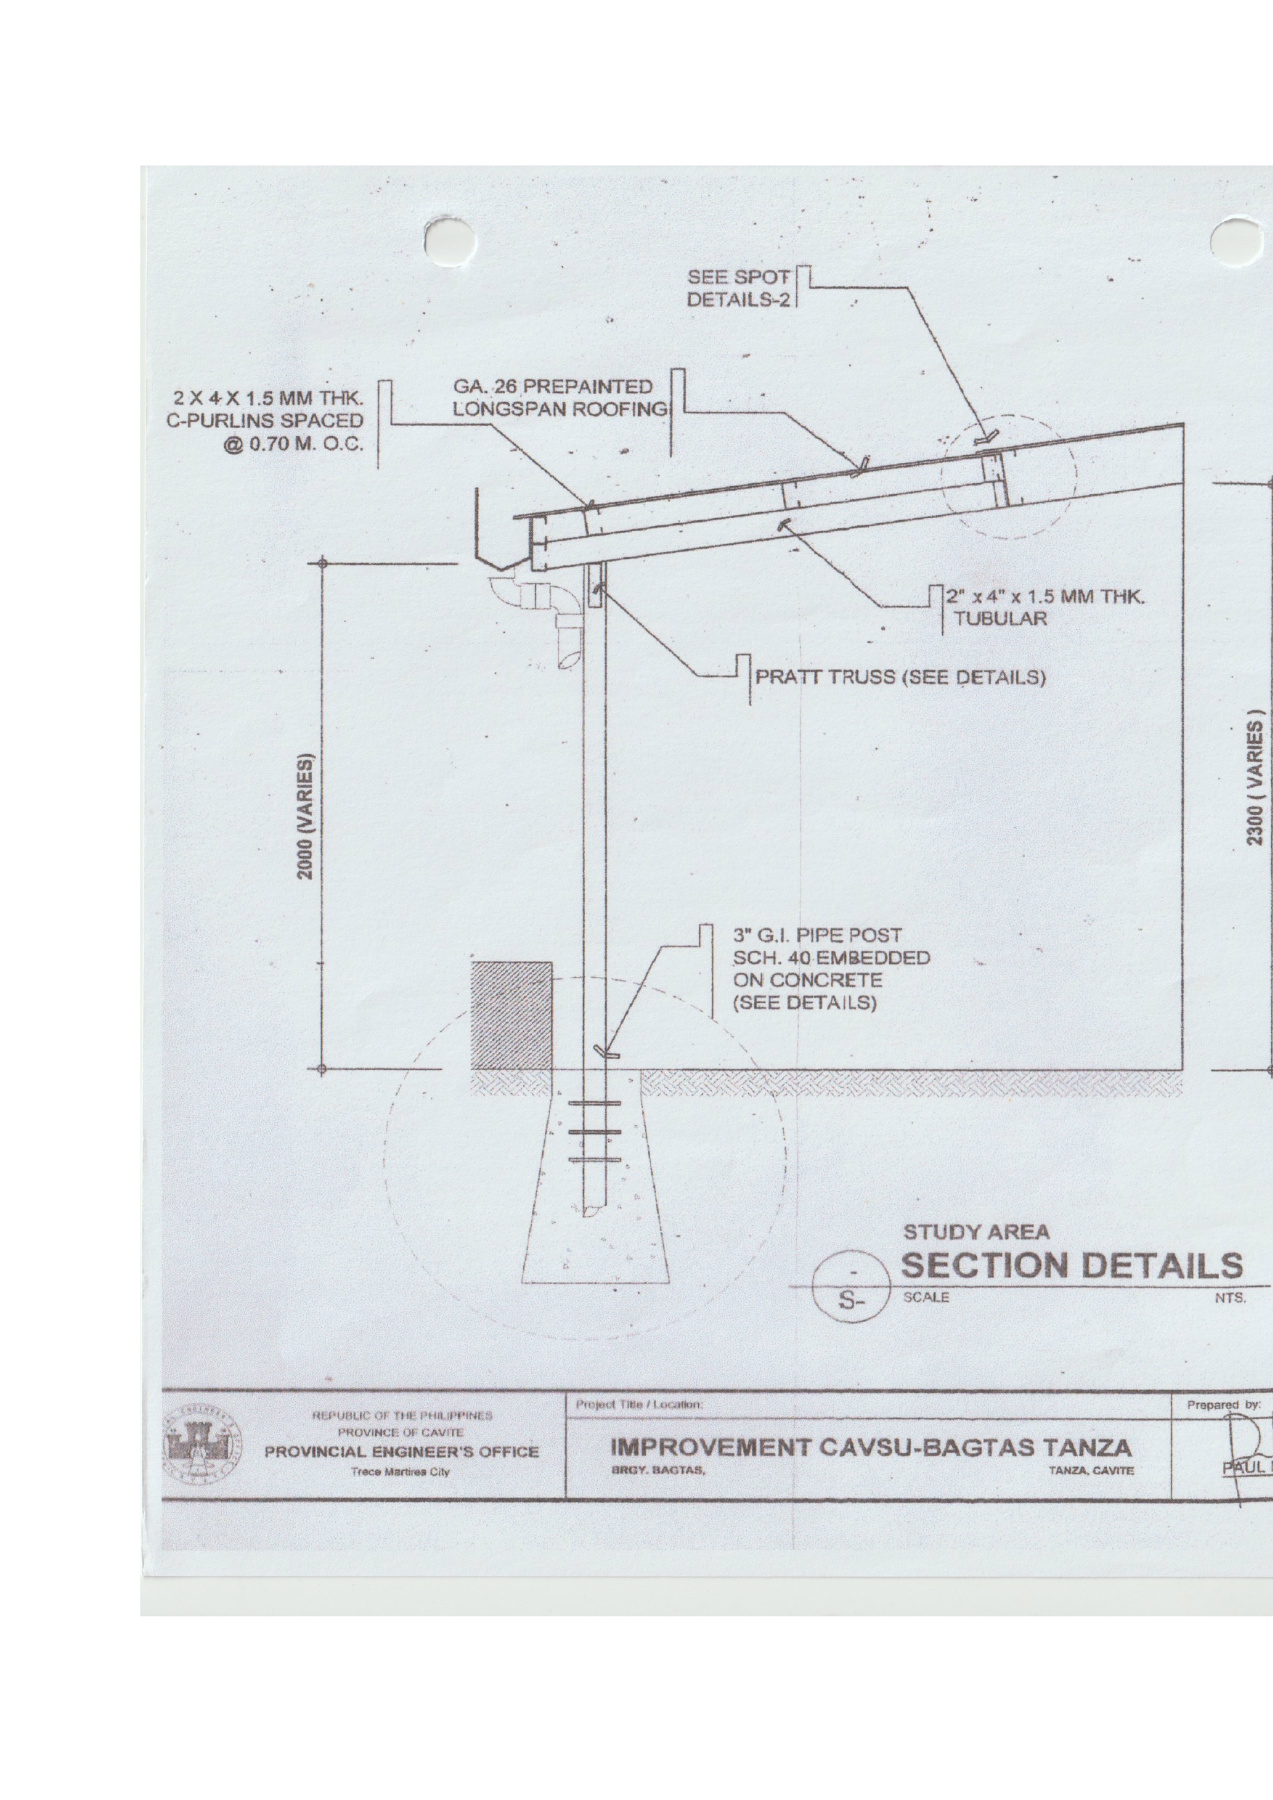 SEE SPOT
DETAILS-2
GA. 26 PREPAINTED
LONGSPAN ROOFING
2 X 4 X 1.5 MM THK.
C-PURLINS SPACED
@ 0.70 M. O.C.
2" x 4" x 1.5 MM THK.
TUBULAR
PRATT TRUSS (SEE DETAILS)
2000 (VARIES)
2300 ( VARIES )
3" G.I. PIPE POST
SCH. 40 EMBEDDED
ON CONCRETE
(SEE DETAILS)
STUDY AREA
SECTION DETAILS
-
S-
SCALE NTS.
REPUBLIC OF THE PHILIPPINES
PROVINCE OF CAVITE
PROVINCIAL ENGINEER'S OFFICE
Trece Martires City
Project Title / Location:
IMPROVEMENT CAVSU-BAGTAS TANZA
BRGY. BAGTAS, TANZA, CAVITE
Prepared by:
PAUL